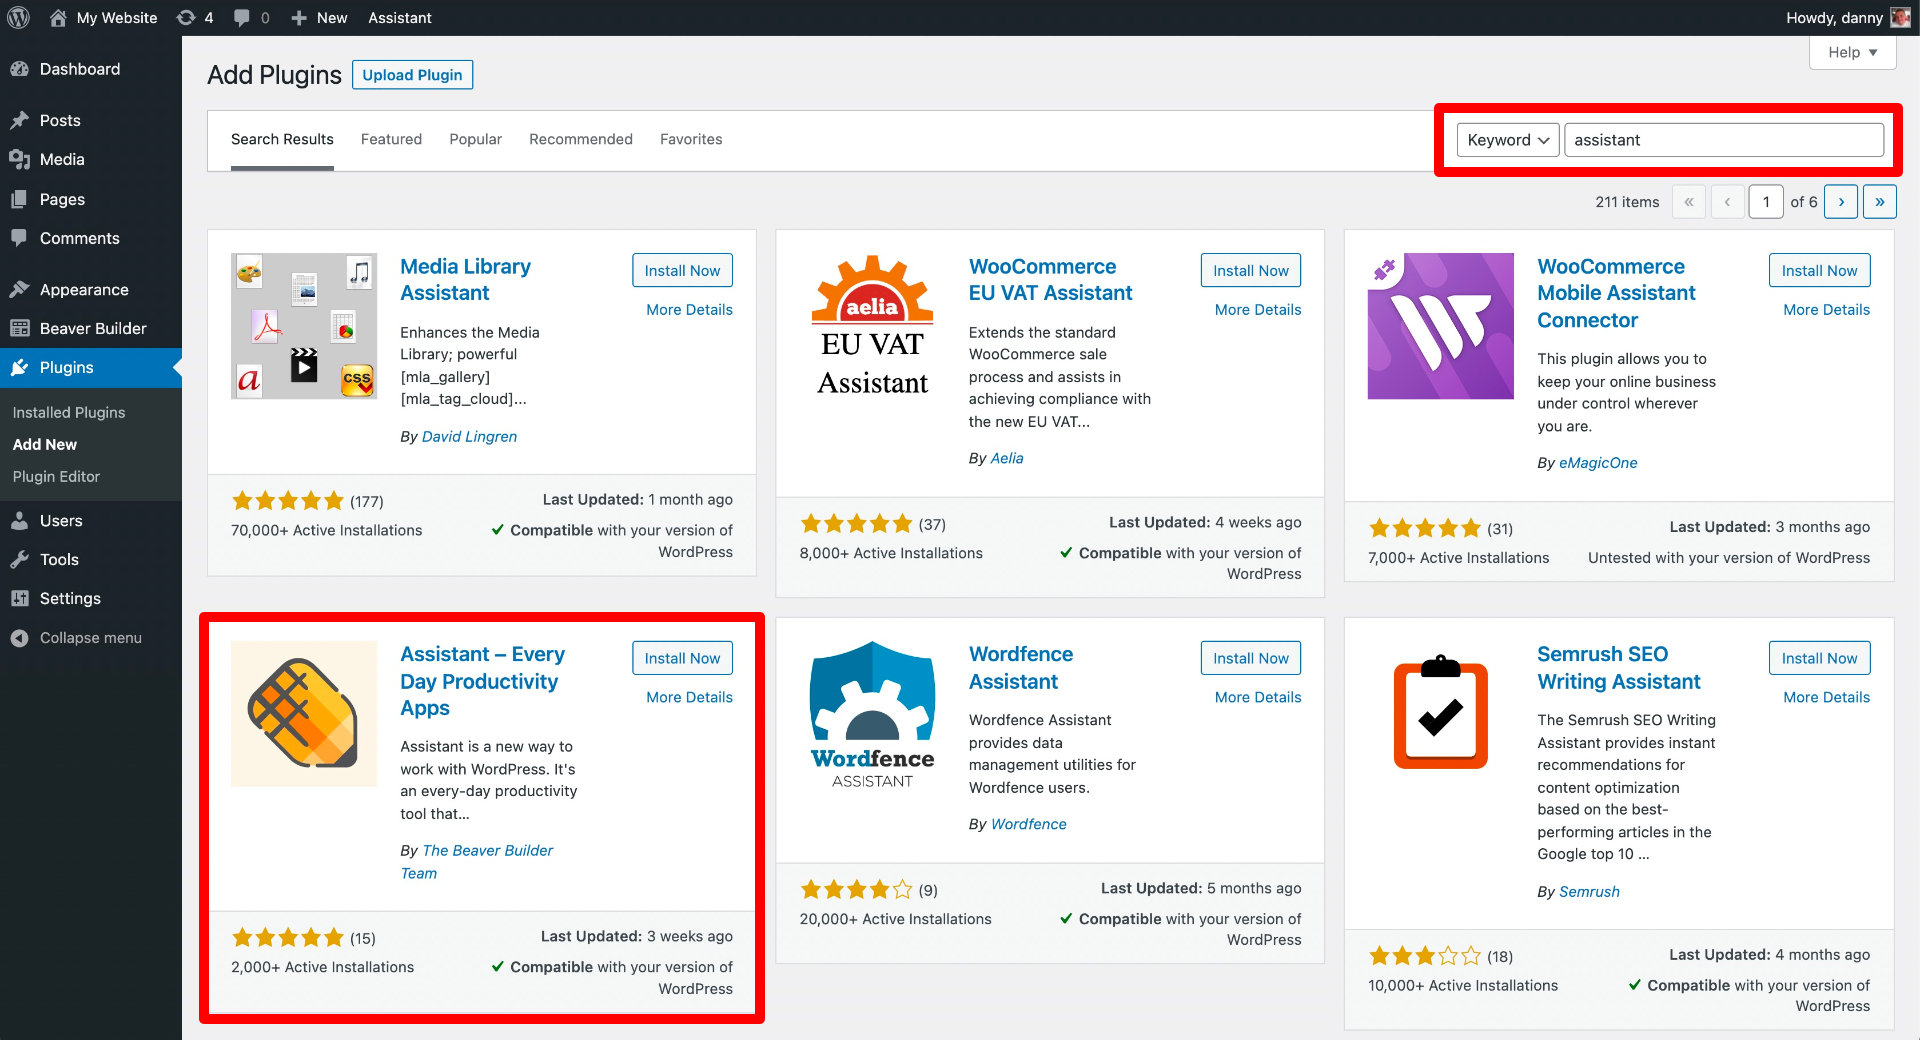 My Website
4
0
New
Assistant
Howdy, danny
Dashboard
Posts
Media
Pages
Comments
Appearance
Beaver Builder
Plugins
Installed Plugins
Add New
Plugin Editor
Users
Tools
Settings
Collapse menu
Help
Add Plugins
Upload Plugin
Search Results
Featured
Popular
Recommended
Favorites
Keyword
assistant
211 items
«
‹
1
of 6
›
»
Media Library
Assistant
Install Now
More Details
Enhances the Media
Library; powerful
[mla_gallery]
[mla_tag_cloud]...
By David Lingren
a
CSS
(177)
70,000+ Active Installations
Last Updated: 1 month ago
Compatible with your version of
WordPress
aelia
EU VAT
Assistant
WooCommerce
EU VAT Assistant
Install Now
More Details
Extends the standard
WooCommerce sale
process and assists in
achieving compliance with
the new EU VAT...
By Aelia
(37)
8,000+ Active Installations
Last Updated: 4 weeks ago
Compatible with your version of
WordPress
WooCommerce
Mobile Assistant
Connector
Install Now
More Details
This plugin allows you to
keep your online business
under control wherever
you are.
By eMagicOne
(31)
7,000+ Active Installations
Last Updated: 3 months ago
Untested with your version of WordPress
Assistant – Every
Day Productivity
Apps
Install Now
More Details
Assistant is a new way to
work with WordPress. It's
an every-day productivity
tool that...
By The Beaver Builder
Team
(15)
2,000+ Active Installations
Last Updated: 3 weeks ago
Compatible with your version of
WordPress
Wordfence
ASSISTANT
Wordfence
Assistant
Install Now
More Details
Wordfence Assistant
provides data
management utilities for
Wordfence users.
By Wordfence
(9)
20,000+ Active Installations
Last Updated: 5 months ago
Compatible with your version of
WordPress
Semrush SEO
Writing Assistant
Install Now
More Details
The Semrush SEO Writing
Assistant provides instant
recommendations for
content optimization
based on the best-
performing articles in the
Google top 10 ...
By Semrush
(18)
10,000+ Active Installations
Last Updated: 4 months ago
Compatible with your version of
WordPress